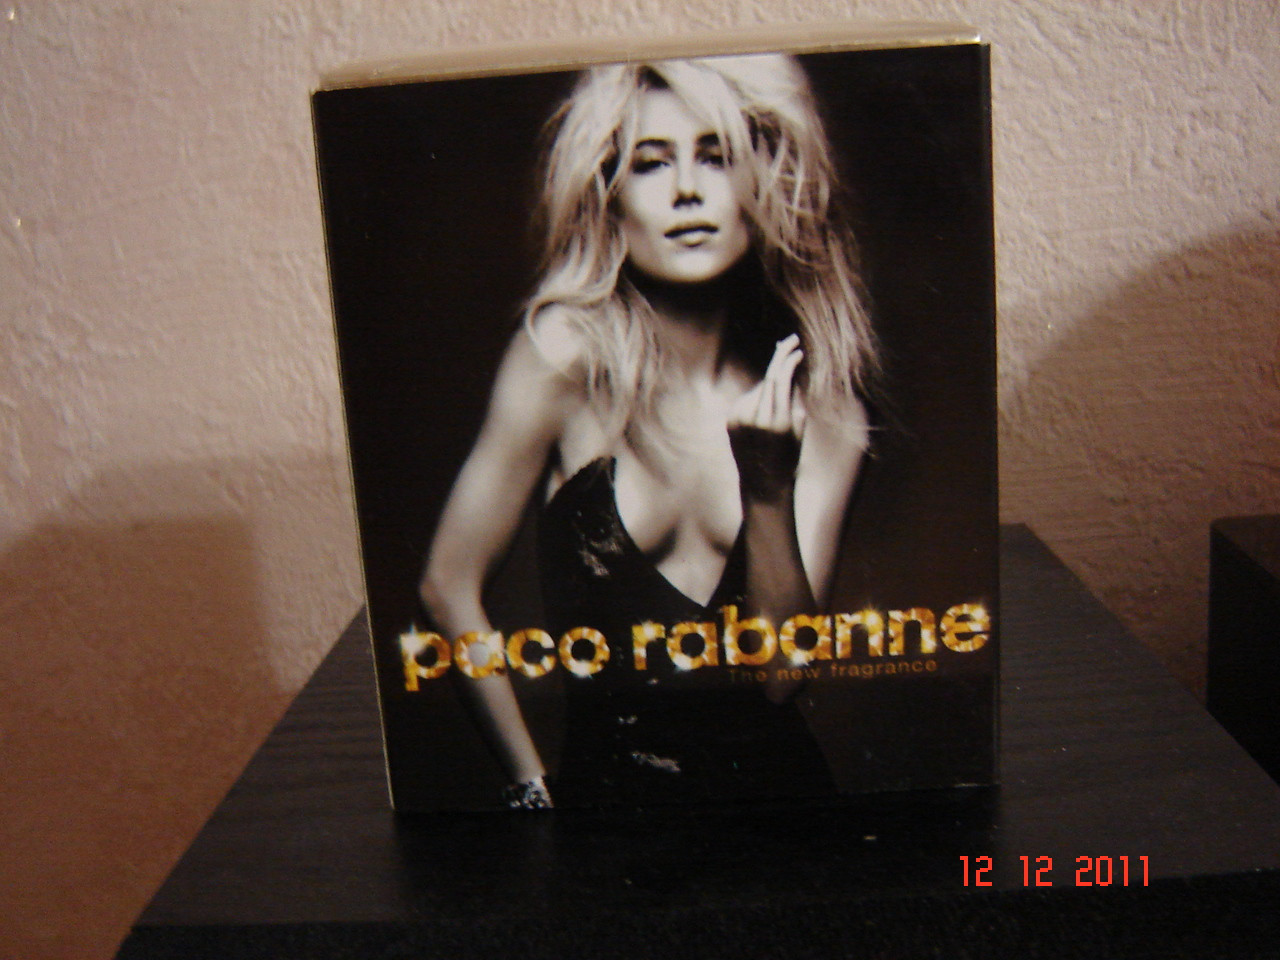 paco rabanne
The new fragrance
12 12 2011